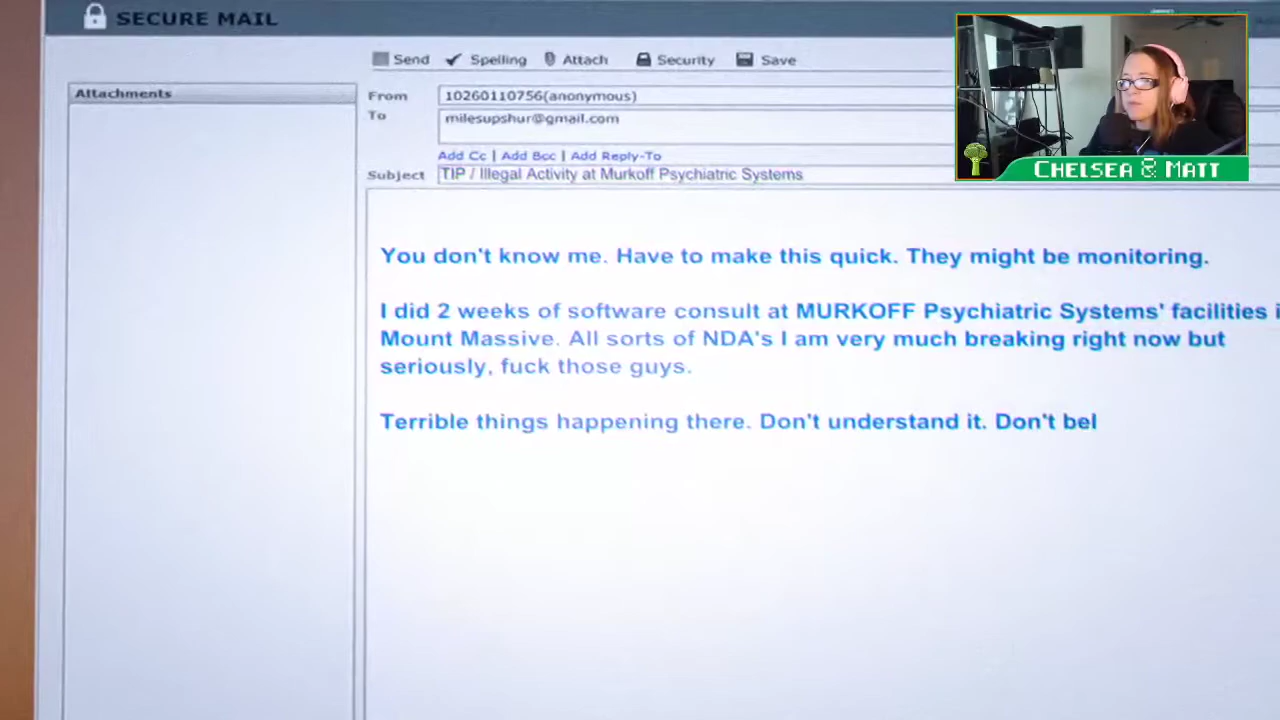 SECURE MAIL
Send Spelling Attach Security Save
Attachments
From 10260110756(anonymous)
To milesupshur@gmail.com
Add Cc | Add Bcc | Add Reply-To
Subject TIP / Illegal Activity at Murkoff Psychiatric Systems
CHELSEA & MATT
You don't know me. Have to make this quick. They might be monitoring.
I did 2 weeks of software consult at MURKOFF Psychiatric Systems' facilities i
Mount Massive. All sorts of NDA's I am very much breaking right now but
seriously, fuck those guys.
Terrible things happening there. Don't understand it. Don't bel